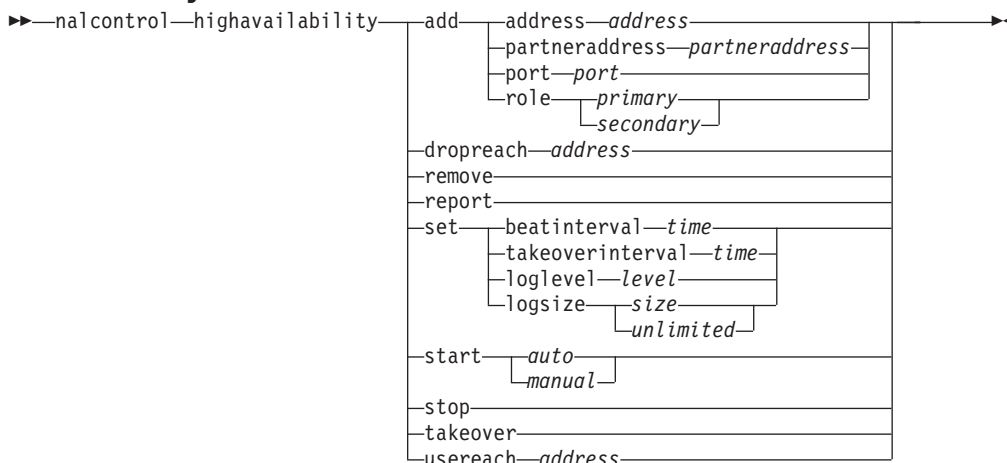 nalcontrol highavailability add address address
partneraddress partneraddress
port port
role primary
secondary
dropreach address
remove
report
set beatinterval time
takeoverinterval time
loglevel level
logsize size
unlimited
start auto
manual
stop
takeover
usereach address